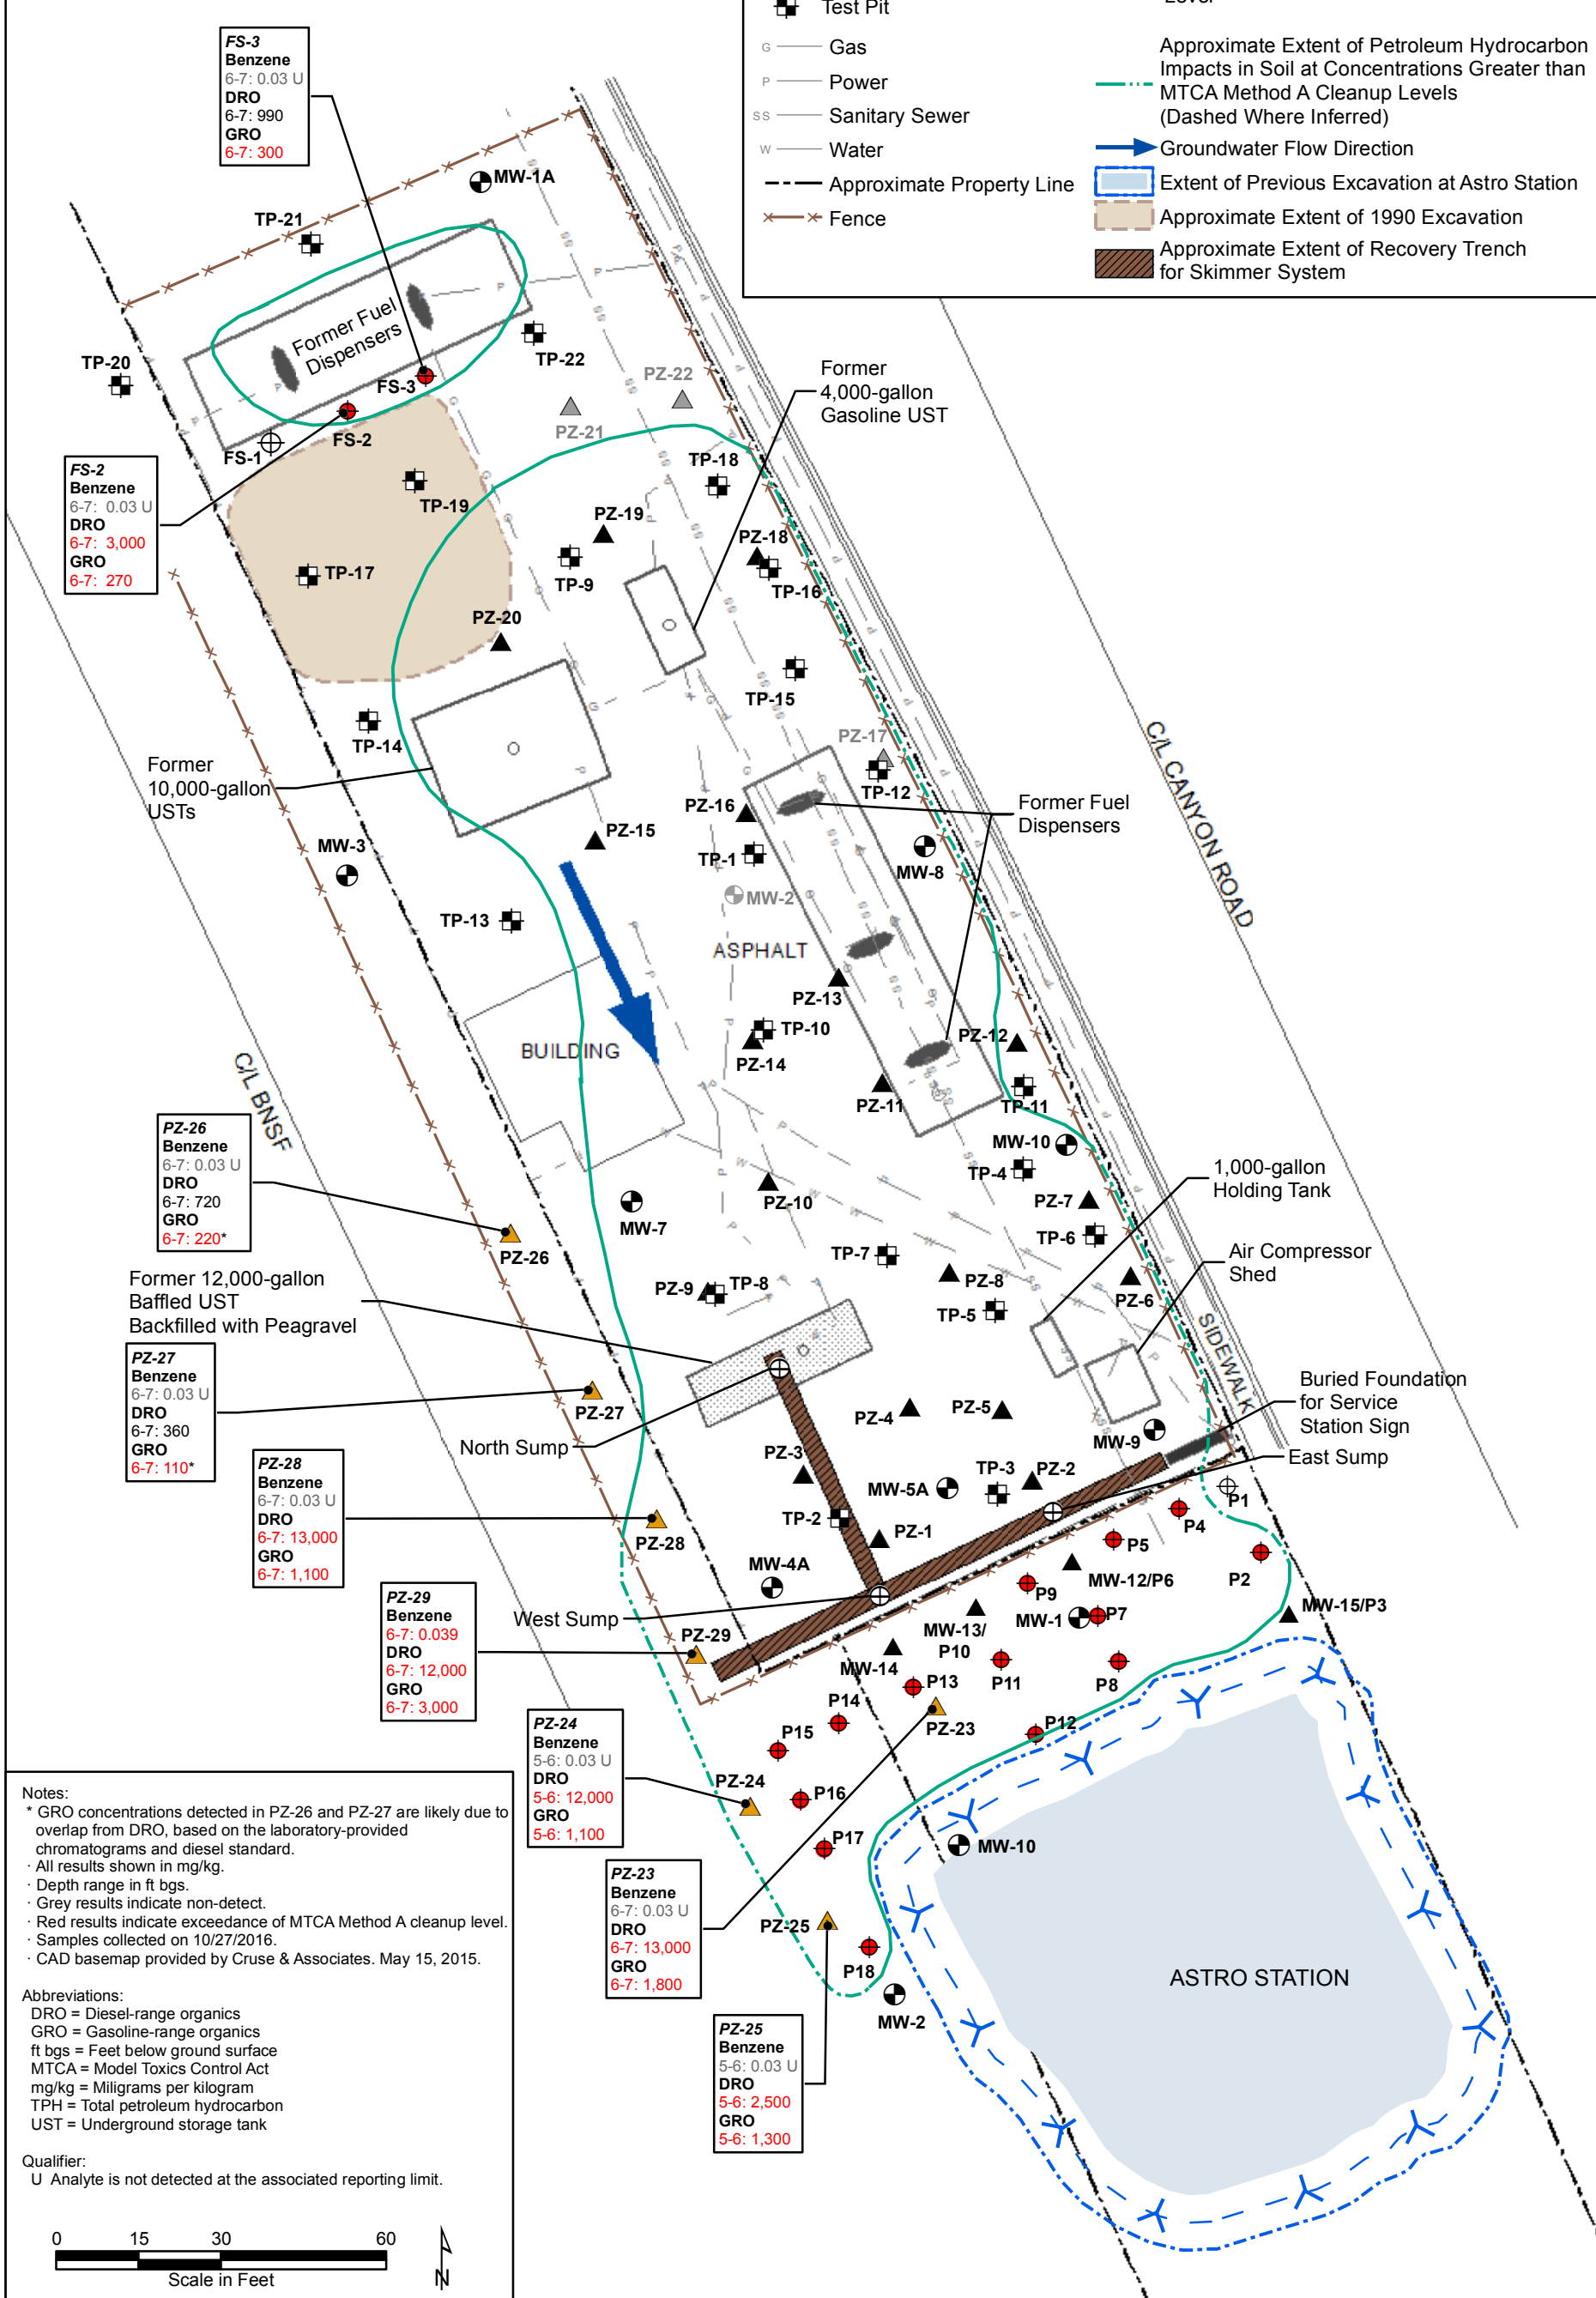 Test Pit
Level
G Gas
P Power
SS Sanitary Sewer
W Water
Approximate Property Line
Fence
Approximate Extent of Petroleum Hydrocarbon
Impacts in Soil at Concentrations Greater than
MTCA Method A Cleanup Levels
(Dashed Where Inferred)
Groundwater Flow Direction
Extent of Previous Excavation at Astro Station
Approximate Extent of 1990 Excavation
Approximate Extent of Recovery Trench
for Skimmer System
FS-3
Benzene
6-7: 0.03 U
DRO
6-7: 990
GRO
6-7: 300
MW-1A
TP-21
Former Fuel
Dispensers
TP-20
TP-22
FS-3
FS-2
FS-1
PZ-22
PZ-21
Former
4,000-gallon
Gasoline UST
FS-2
Benzene
6-7: 0.03 U
DRO
6-7: 3,000
GRO
6-7: 270
TP-18
TP-19
PZ-19
PZ-18
TP-9
TP-16
TP-17
PZ-20
TP-15
TP-14
PZ-17
TP-12
C/L CANYON ROAD
Former
10,000-gallon
USTs
PZ-16
PZ-15
Former Fuel
Dispensers
TP-1
MW-3
MW-8
MW-2
TP-13
ASPHALT
PZ-13
TP-10
PZ-12
PZ-14
BUILDING
C/L BNSF
PZ-11
TP-11
PZ-26
Benzene
6-7: 0.03 U
DRO
6-7: 720
GRO
6-7: 220*
MW-10
TP-4
1,000-gallon
Holding Tank
PZ-10
PZ-7
MW-7
TP-6
PZ-26
TP-7
Air Compressor
Shed
PZ-8
PZ-6
PZ-9
TP-8
TP-5
Former 12,000-gallon
Baffled UST
Backfilled with Peagravel
SIDEWALK
PZ-27
Benzene
6-7: 0.03 U
DRO
6-7: 360
GRO
6-7: 110*
PZ-27
Buried Foundation
for Service
Station Sign
PZ-4
PZ-5
MW-9
North Sump
East Sump
PZ-28
Benzene
6-7: 0.03 U
DRO
6-7: 13,000
GRO
6-7: 1,100
PZ-3
TP-3
PZ-2
MW-5A
P1
P4
TP-2
PZ-28
PZ-1
P5
P2
MW-4A
MW-12/P6
P9
PZ-29
Benzene
6-7: 0.039
DRO
6-7: 12,000
GRO
6-7: 3,000
West Sump
MW-1
P7
MW-15/P3
PZ-29
MW-13/
P10
MW-14
P11
P8
P13
P14
PZ-23
P12
P15
PZ-24
Benzene
5-6: 0.03 U
DRO
5-6: 12,000
GRO
5-6: 1,100
PZ-24
P16
P17
MW-10
PZ-23
Benzene
6-7: 0.03 U
DRO
6-7: 13,000
GRO
6-7: 1,800
PZ-25
P18
MW-2
ASTRO STATION
PZ-25
Benzene
5-6: 0.03 U
DRO
5-6: 2,500
GRO
5-6: 1,300
Notes:
* GRO concentrations detected in PZ-26 and PZ-27 are likely due to
overlap from DRO, based on the laboratory-provided
chromatograms and diesel standard.
· All results shown in mg/kg.
· Depth range in ft bgs.
· Grey results indicate non-detect.
· Red results indicate exceedance of MTCA Method A cleanup level.
· Samples collected on 10/27/2016.
· CAD basemap provided by Cruse & Associates. May 15, 2015.
Abbreviations:
DRO = Diesel-range organics
GRO = Gasoline-range organics
ft bgs = Feet below ground surface
MTCA = Model Toxics Control Act
mg/kg = Miligrams per kilogram
TPH = Total petroleum hydrocarbon
UST = Underground storage tank
Qualifier:
U Analyte is not detected at the associated reporting limit.
0 15 30 60
Scale in Feet
N